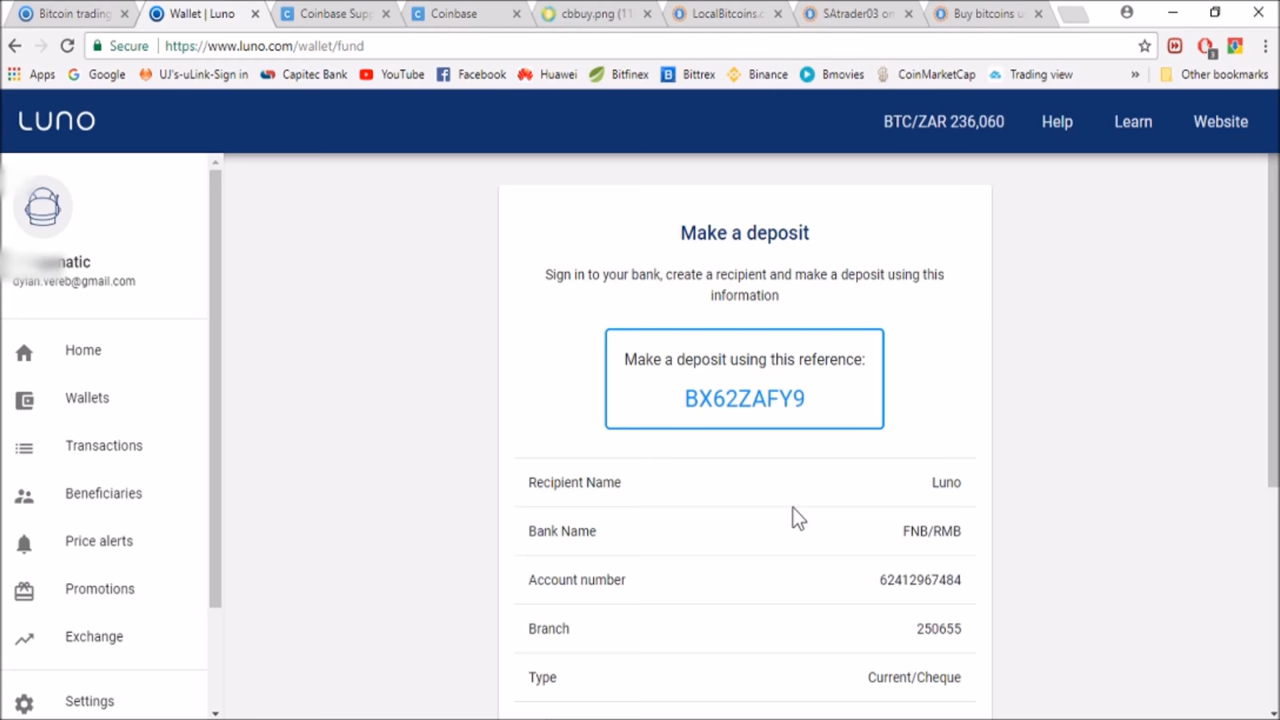 Bitcoin trading
Wallet | Luno
Coinbase Supp
Coinbase
cbbuy.png (11
LocalBitcoins.c
SAtrader03 on
Buy bitcoins u
Secure
https://www.luno.com/wallet/fund
Apps
Google
UJ's-uLink-Sign in
Capitec Bank
YouTube
Facebook
Huawei
Bitfinex
Bittrex
Binance
Bmovies
CoinMarketCap
Trading view
»
Other bookmarks
LUNO
BTC/ZAR 236,060
Help
Learn
Website
matic
dylan.vereb@gmail.com
Home
Wallets
Transactions
Beneficiaries
Price alerts
Promotions
Exchange
Settings
Make a deposit
Sign in to your bank, create a recipient and make a deposit using this
information
Make a deposit using this reference:
BX62ZAFY9
Recipient Name Luno
Bank Name FNB/RMB
Account number 62412967484
Branch 250655
Type Current/Cheque